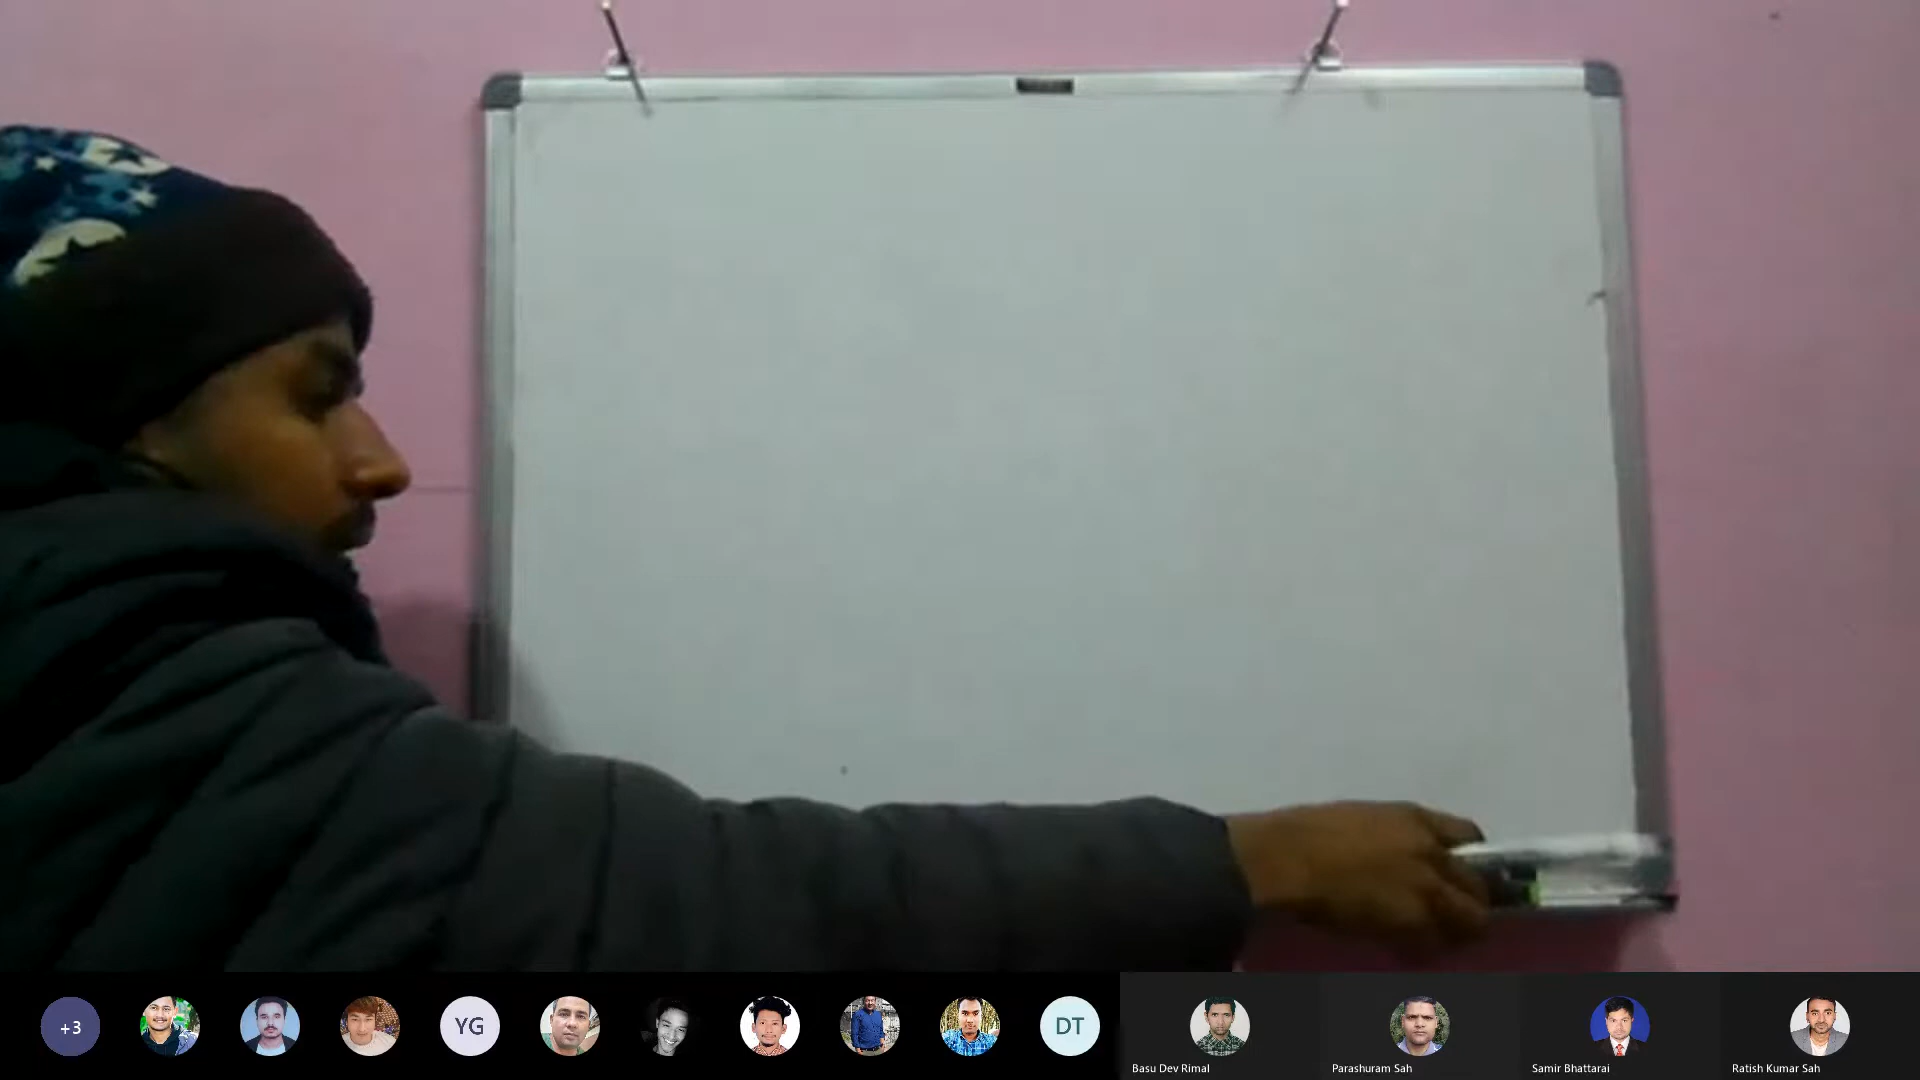 +3
YG
DT
Basu Dev Rimal
Parashuram Sah
Samir Bhattarai
Ratish Kumar Sah